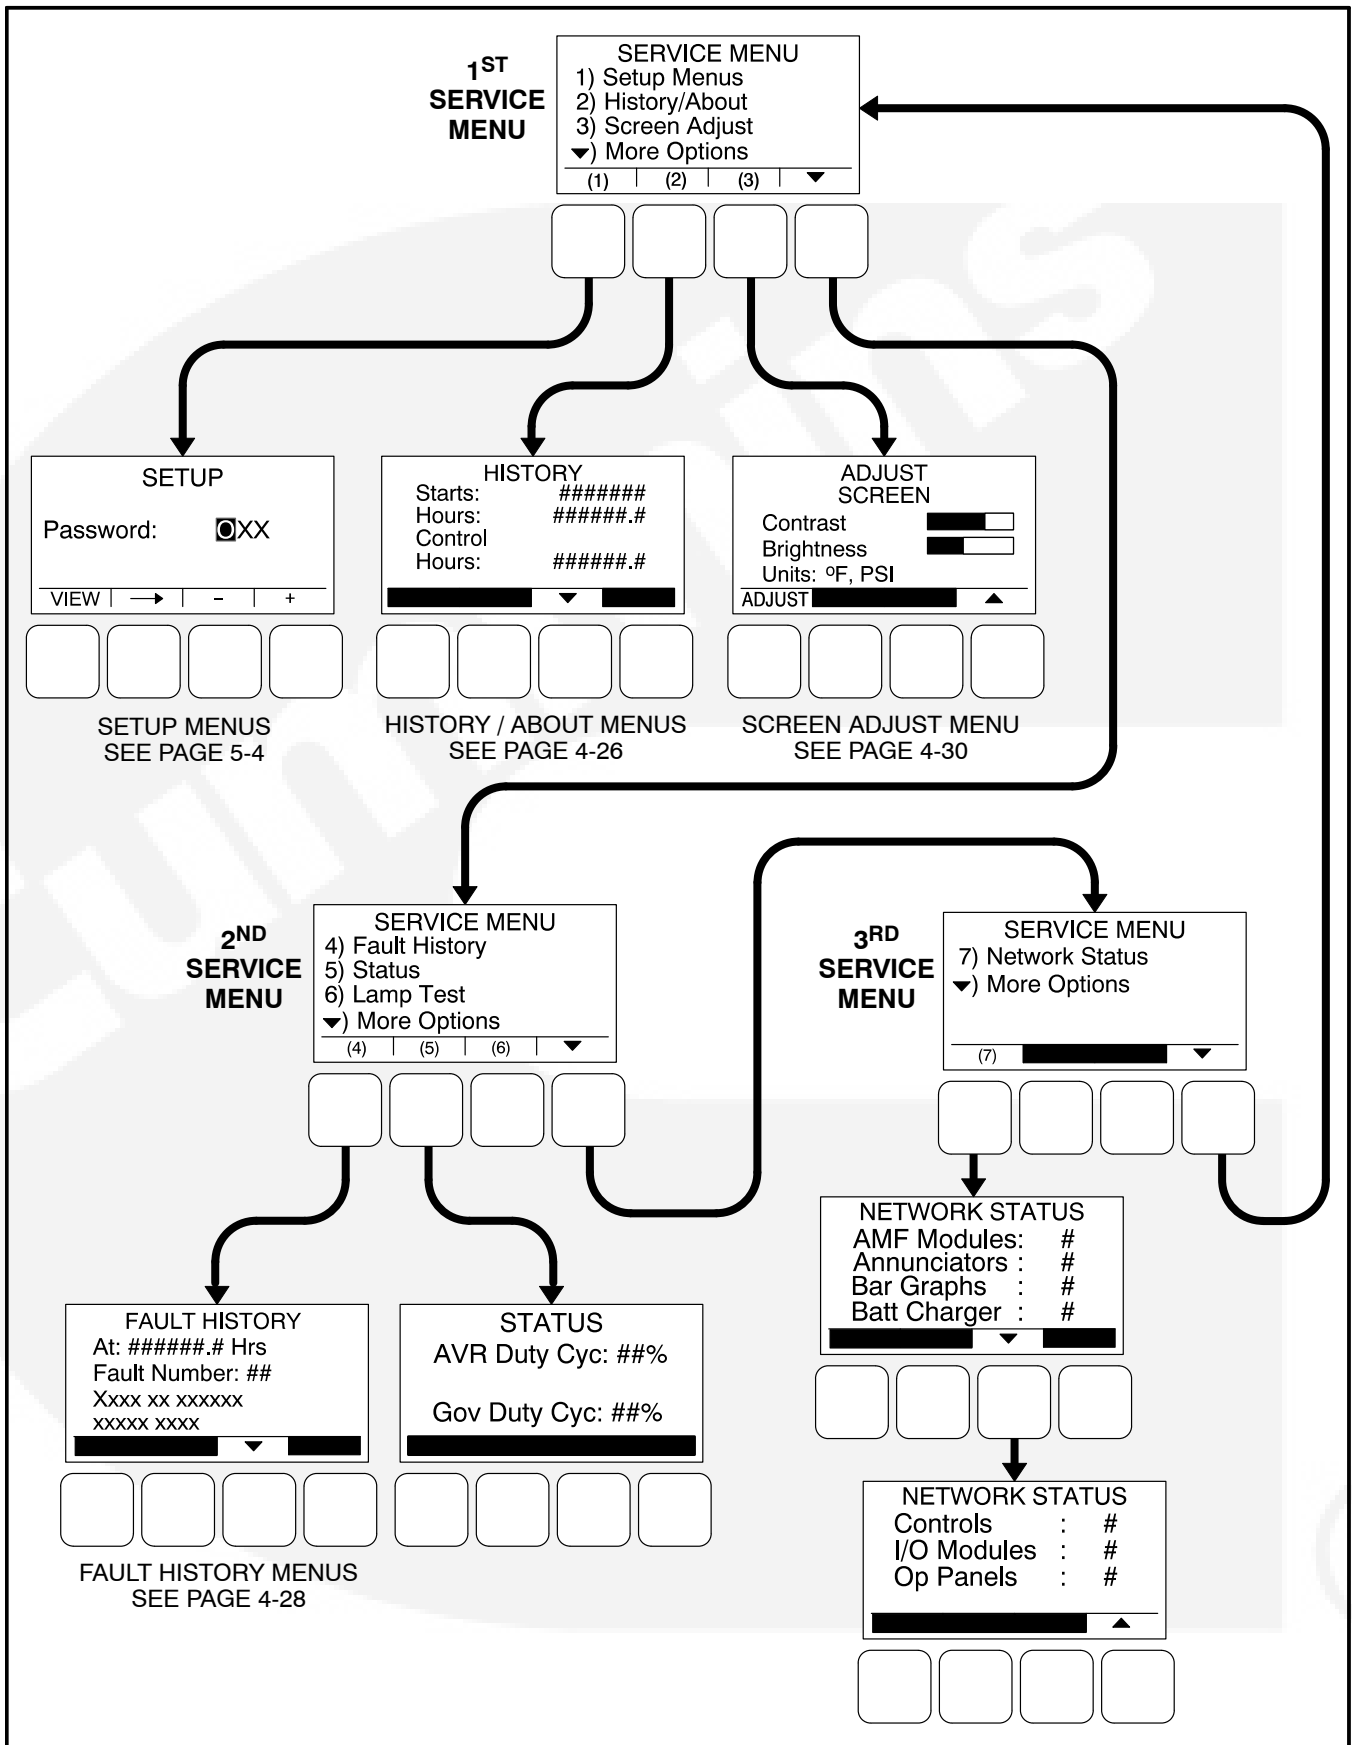 1ST
SERVICE
MENU
SERVICE MENU
1) Setup Menus
2) History/About
3) Screen Adjust
▼) More Options
(1) (2) (3) ▼
SETUP
Password: 0XX
VIEW → - +
SETUP MENUS
SEE PAGE 5-4
HISTORY
Starts: #######
Hours: ######.#
Control
Hours: ######.#
▼
HISTORY / ABOUT MENUS
SEE PAGE 4-26
ADJUST
SCREEN
Contrast
Brightness
Units: ºF, PSI
ADJUST ▲
SCREEN ADJUST MENU
SEE PAGE 4-30
2ND
SERVICE
MENU
SERVICE MENU
4) Fault History
5) Status
6) Lamp Test
▼) More Options
(4) (5) (6) ▼
3RD
SERVICE
MENU
SERVICE MENU
7) Network Status
▼) More Options
(7) ▼
FAULT HISTORY
At: ######.# Hrs
Fault Number: ##
Xxxx xx xxxxxx
xxxxx xxxx
▼
FAULT HISTORY MENUS
SEE PAGE 4-28
STATUS
AVR Duty Cyc: ##%
Gov Duty Cyc: ##%
NETWORK STATUS
AMF Modules: #
Annunciators : #
Bar Graphs : #
Batt Charger : #
▼
NETWORK STATUS
Controls : #
I/O Modules : #
Op Panels : #
▲
Cummins